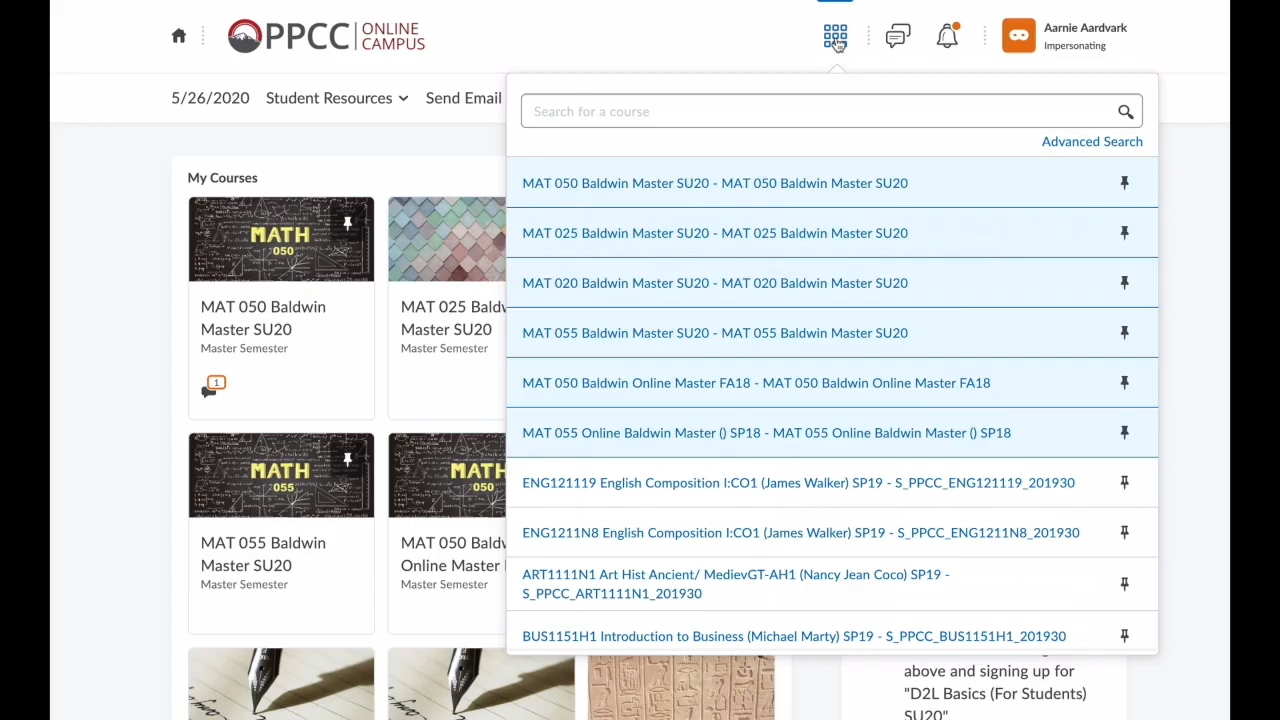 PPCC
ONLINE
CAMPUS
Aarnie Aardvark
Impersonating
5/26/2020 Student Resources Send Email
Search for a course
Advanced Search
MAT 050 Baldwin Master SU20 - MAT 050 Baldwin Master SU20
MAT 025 Baldwin Master SU20 - MAT 025 Baldwin Master SU20
MAT 020 Baldwin Master SU20 - MAT 020 Baldwin Master SU20
MAT 055 Baldwin Master SU20 - MAT 055 Baldwin Master SU20
MAT 050 Baldwin Online Master FA18 - MAT 050 Baldwin Online Master FA18
MAT 055 Online Baldwin Master () SP18 - MAT 055 Online Baldwin Master () SP18
ENG121119 English Composition I:CO1 (James Walker) SP19 - S_PPCC_ENG121119_201930
ENG1211N8 English Composition I:CO1 (James Walker) SP19 - S_PPCC_ENG1211N8_201930
ART1111N1 Art Hist Ancient/ MedievGT-AH1 (Nancy Jean Coco) SP19 -
S_PPCC_ART1111N1_201930
BUS1151H1 Introduction to Business (Michael Marty) SP19 - S_PPCC_BUS1151H1_201930
My Courses
MATH
050
MAT 050 Baldwin
Master SU20
Master Semester
1
MAT 025 Baldw
Master SU20
Master Semester
MATH
055
MAT 055 Baldwin
Master SU20
Master Semester
MATH
050
MAT 050 Baldw
Online Master
Master Semester
above and signing up for
"D2L Basics (For Students)
SU20".